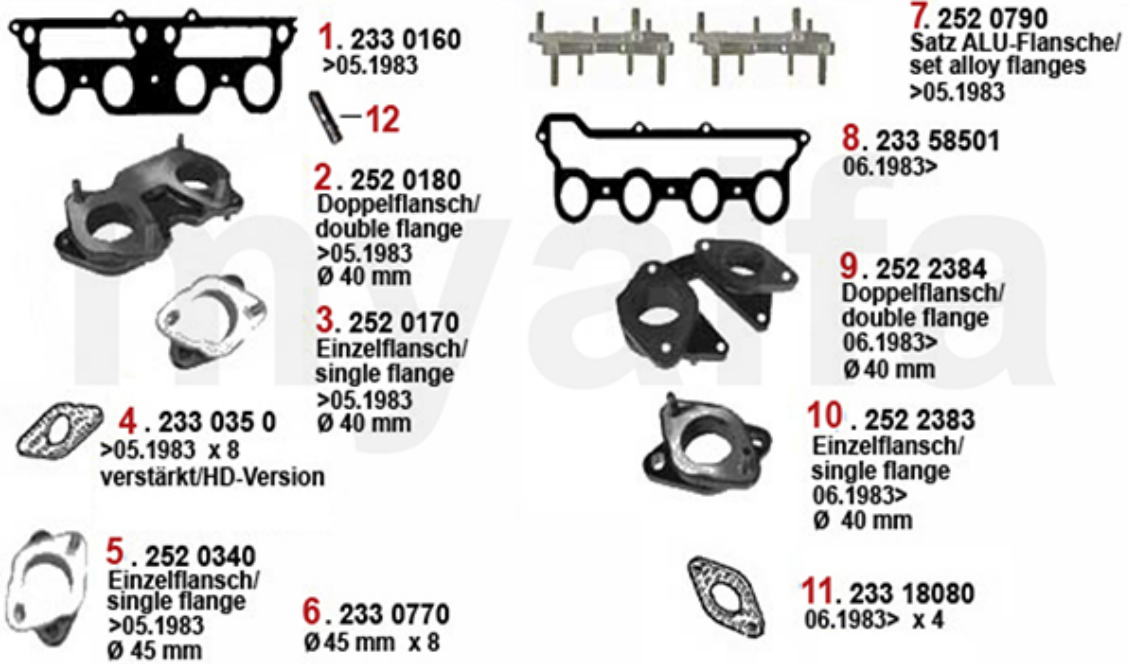 1. 233 0160
>05.1983
12
2. 252 0180
Doppelflansch/
double flange
>05.1983
Ø 40 mm
3. 252 0170
Einzelflansch/
single flange
>05.1983
Ø 40 mm
4. 233 035 0
>05.1983 x 8
verstärkt/HD-Version
5. 252 0340
Einzelflansch/
single flange
>05.1983
Ø 45 mm
6. 233 0770
Ø 45 mm x 8
7. 252 0790
Satz ALU-Flansche/
set alloy flanges
>05.1983
8. 233 58501
06.1983>
9. 252 2384
Doppelflansch/
double flange
06.1983>
Ø 40 mm
10. 252 2383
Einzelflansch/
single flange
06.1983>
Ø 40 mm
11. 233 18080
06.1983> x 4
myalfa